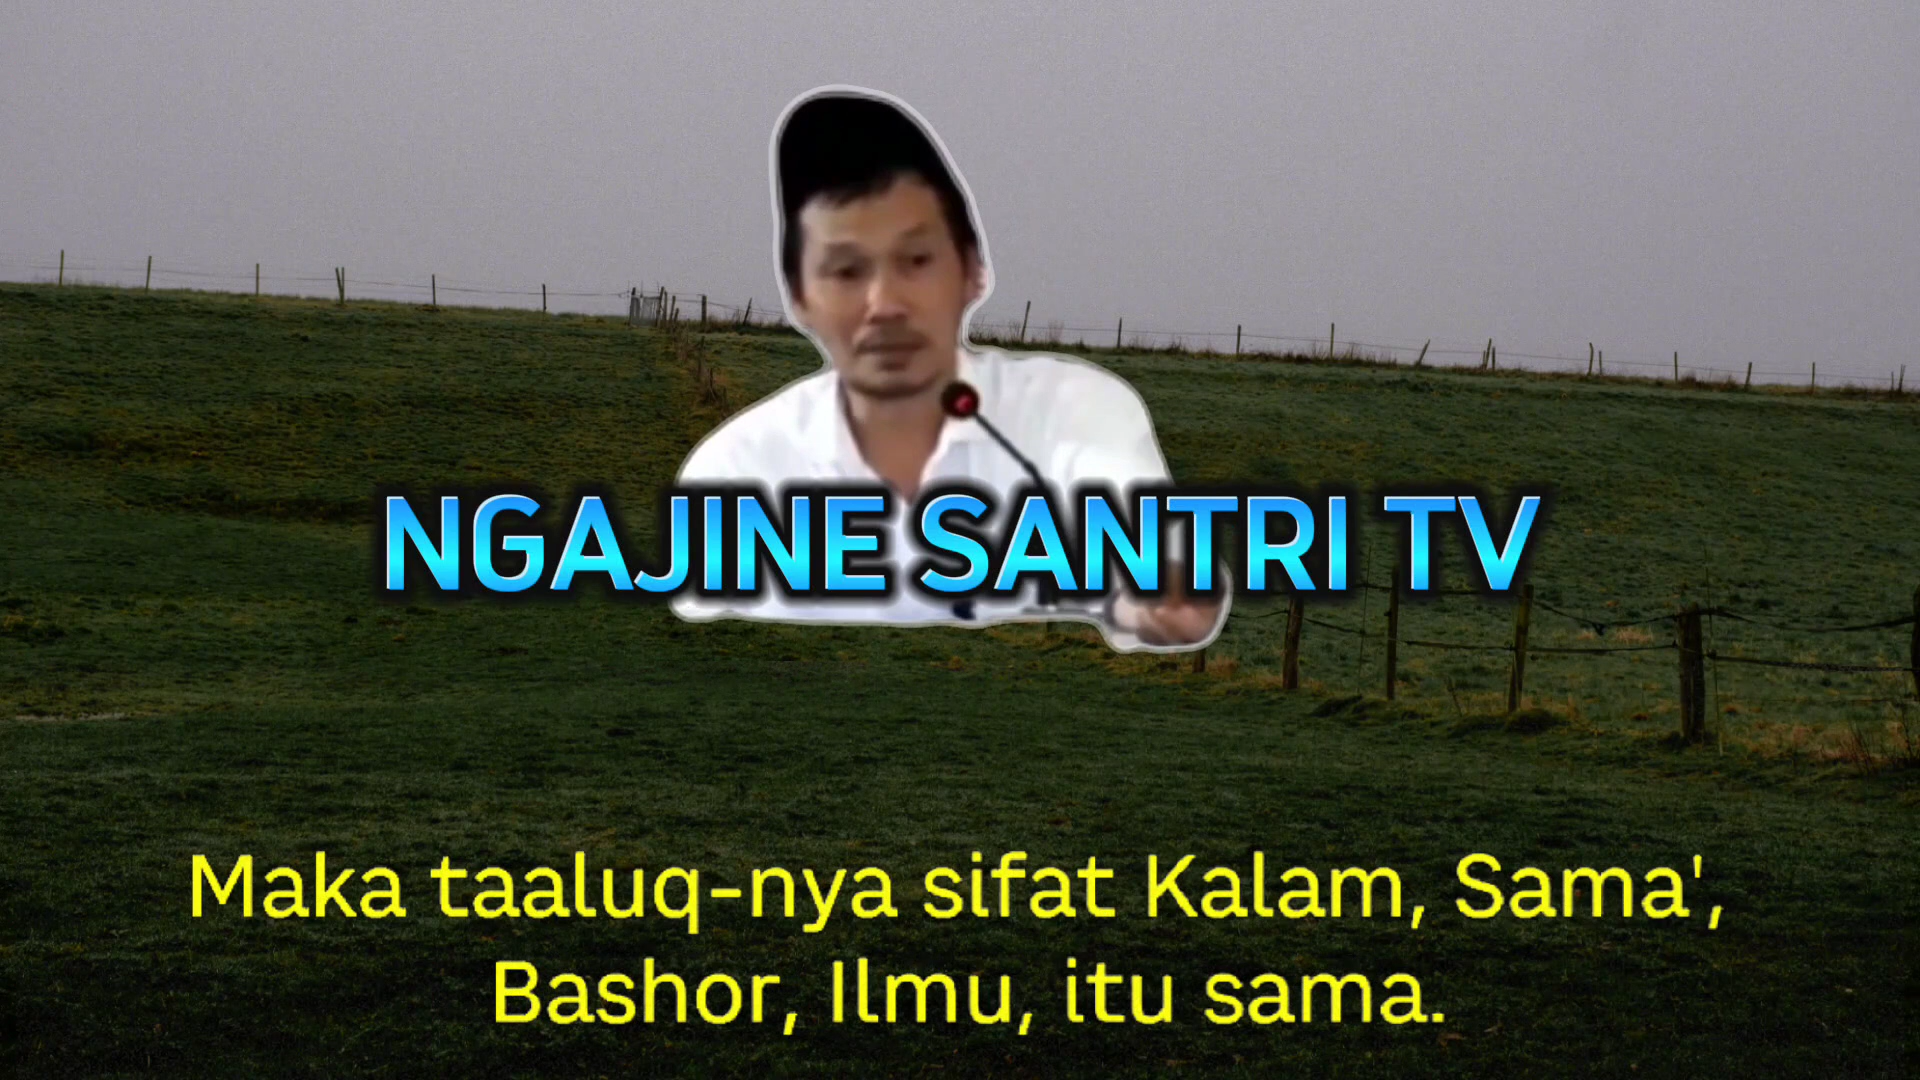 NGAJINE SANTRI TV
Maka taaluq-nya sifat Kalam, Sama',
Bashor, Ilmu, itu sama.